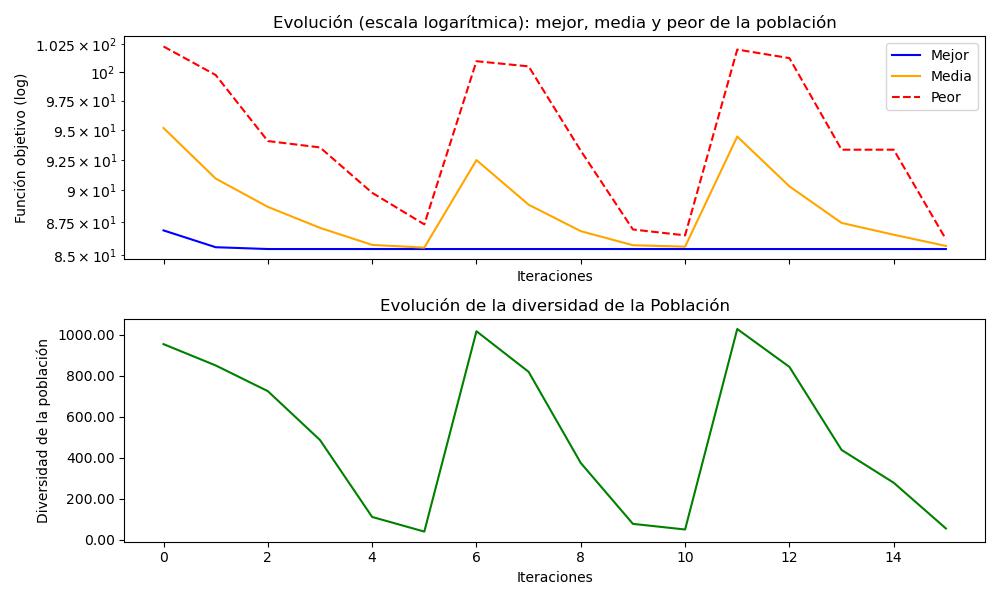 Evolución (escala logarítmica): mejor, media y peor de la población
Función objetivo (log)
1.025 × 10²
10²
9.75 × 10¹
9.5 × 10¹
9.25 × 10¹
9 × 10¹
8.75 × 10¹
8.5 × 10¹
Mejor
Media
Peor
Iteraciones
Evolución de la diversidad de la Población
Diversidad de la población
1000.00
800.00
600.00
400.00
200.00
0.00
0 2 4 6 8 10 12 14
Iteraciones